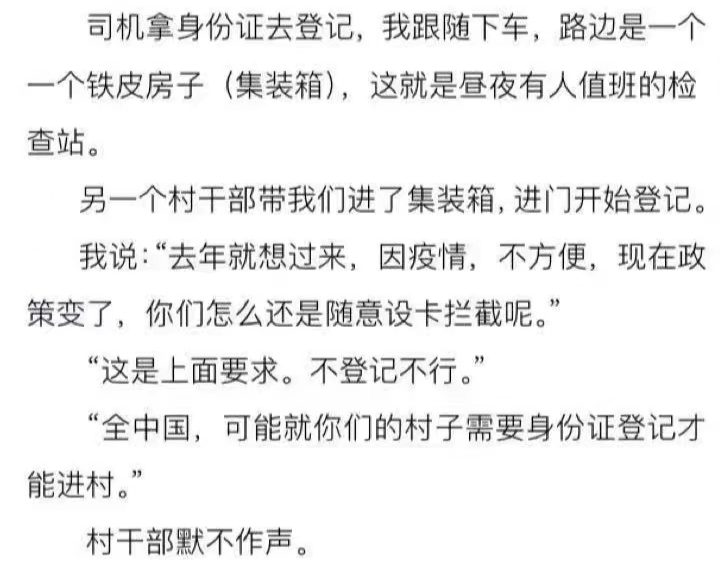 司机拿身份证去登记，我跟随下车，路边是一个
一个铁皮房子（集装箱），这就是昼夜有人值班的检
查站。
另一个村干部带我们进了集装箱，进门开始登记。
我说：“去年就想过来，因疫情，不方便，现在政
策变了，你们怎么还是随意设卡拦截呢。”
“这是上面要求。不登记不行。”
“全中国，可能就你们的村子需要身份证登记才
能进村。”
村干部默不作声。